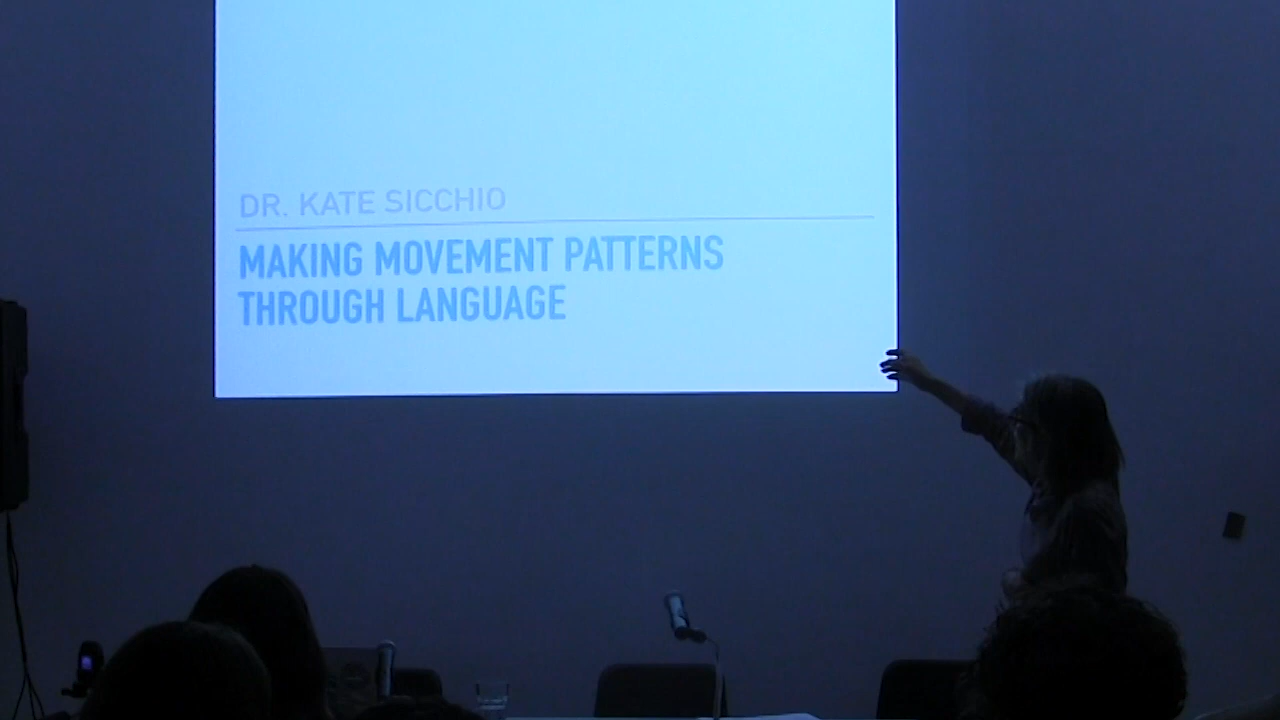 DR. KATE SICCHIO
MAKING MOVEMENT PATTERNS
THROUGH LANGUAGE